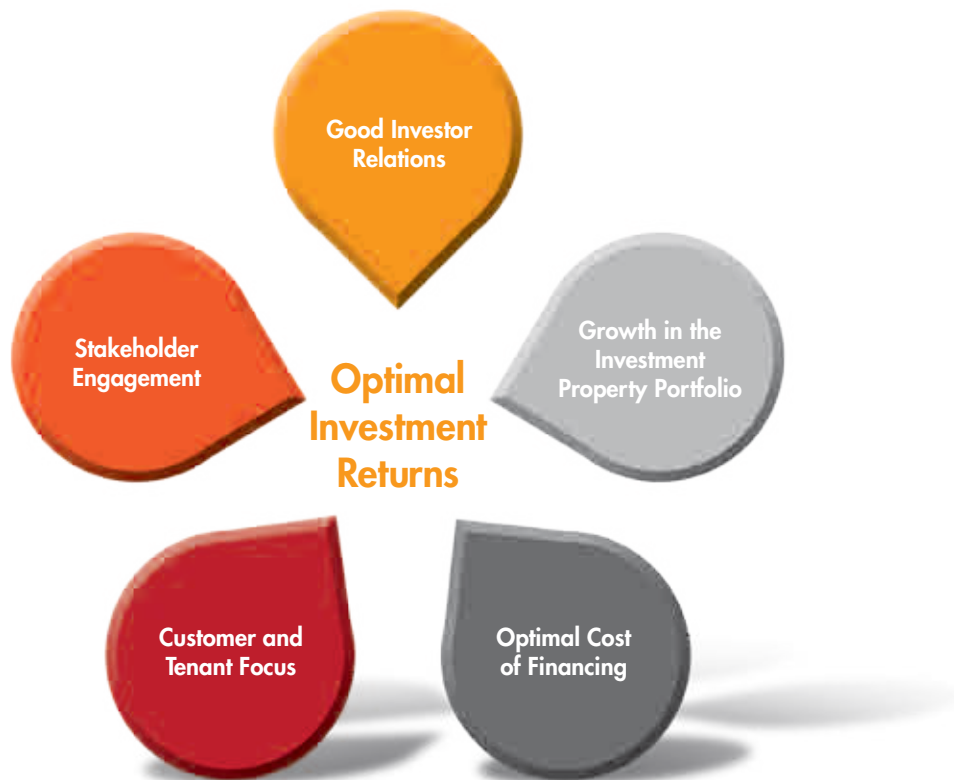 Good Investor
Relations
Stakeholder
Engagement
Growth in the
Investment
Property Portfolio
Optimal
Investment
Returns
Customer and
Tenant Focus
Optimal Cost
of Financing